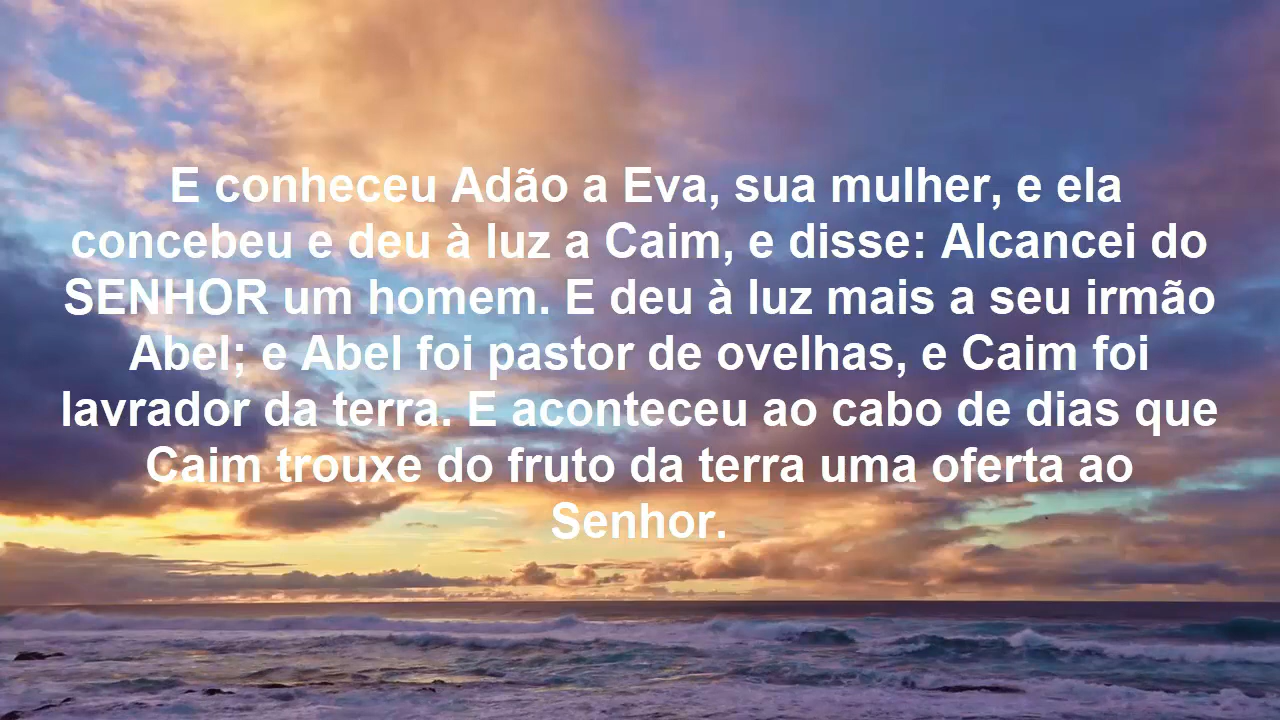 E conheceu Adão a Eva, sua mulher, e ela
concebeu e deu à luz a Caim, e disse: Alcancei do
SENHOR um homem. E deu à luz mais a seu irmão
Abel; e Abel foi pastor de ovelhas, e Caim foi
lavrador da terra. E aconteceu ao cabo de dias que
Caim trouxe do fruto da terra uma oferta ao
Senhor.